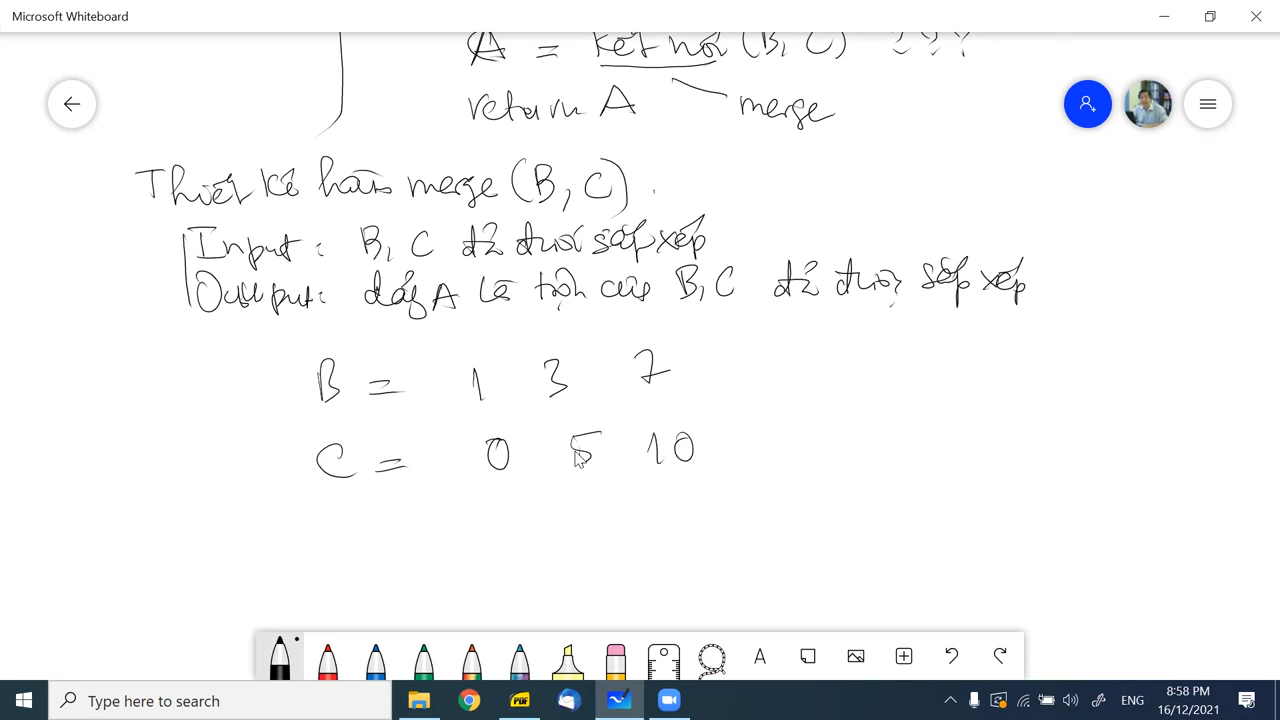 Microsoft Whiteboard
A = kết nối (B, C) ???
return A merge
Thiết kế hàm merge (B, C).
Input: B, C đã được sắp xếp
Output: dãy A là trộn của B, C đã được sắp xếp
B = 1 3 7
C = 0 5 10
A
Type here to search
PDF
ENG
8:58 PM
16/12/2021